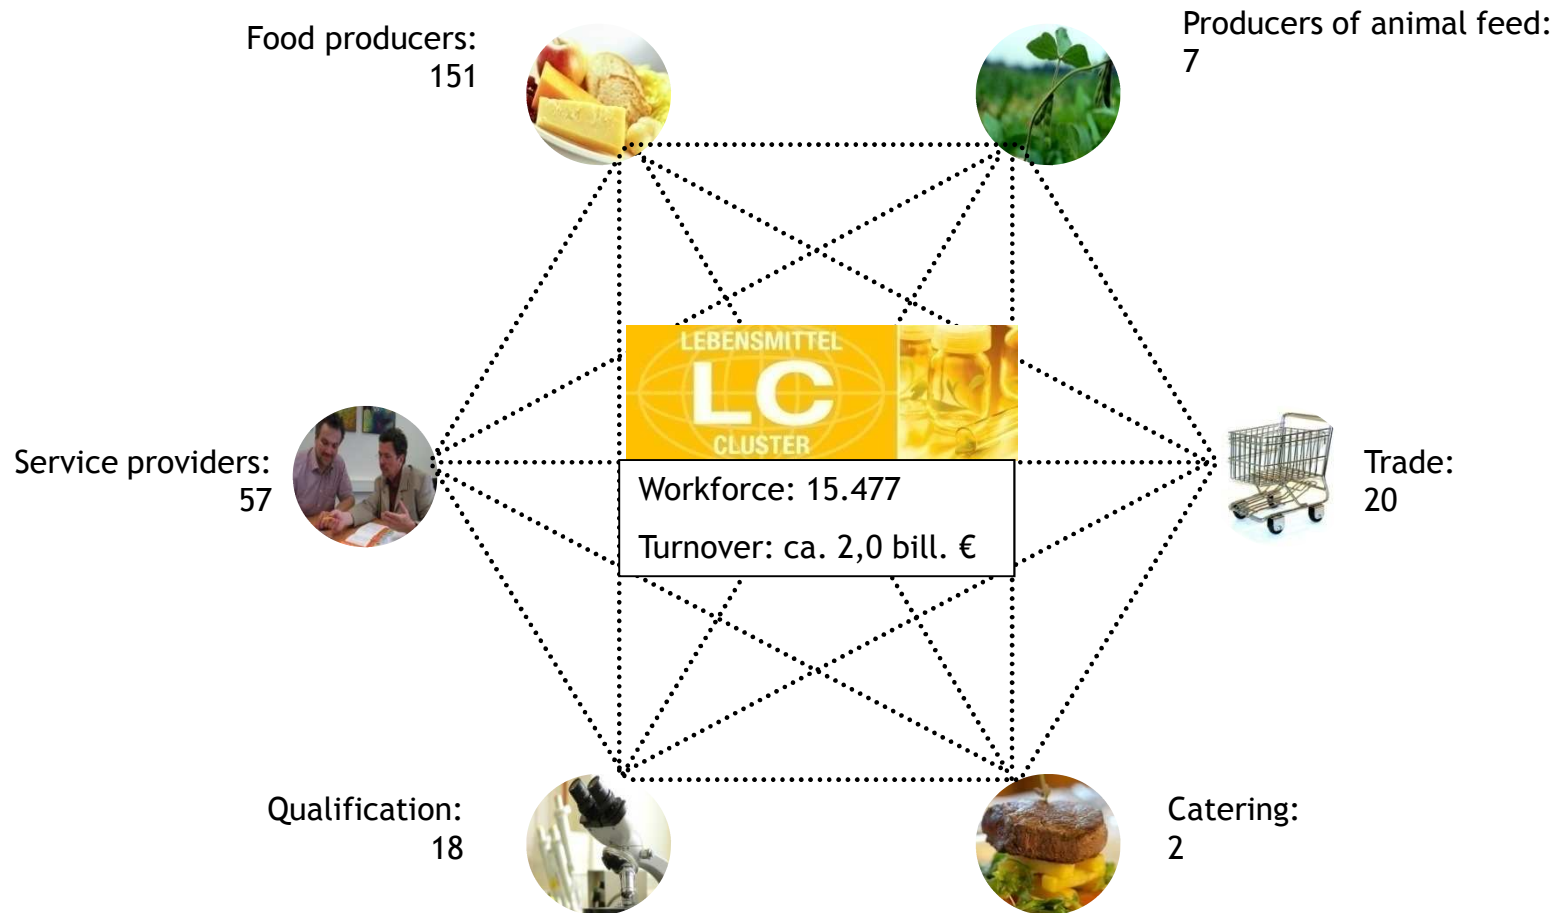 Food producers:
151
Producers of animal feed:
7
LEBENSMITTEL
LC
CLUSTER
Service providers:
57
Workforce: 15.477
Turnover: ca. 2,0 bill. €
Trade:
20
Qualification:
18
Catering:
2